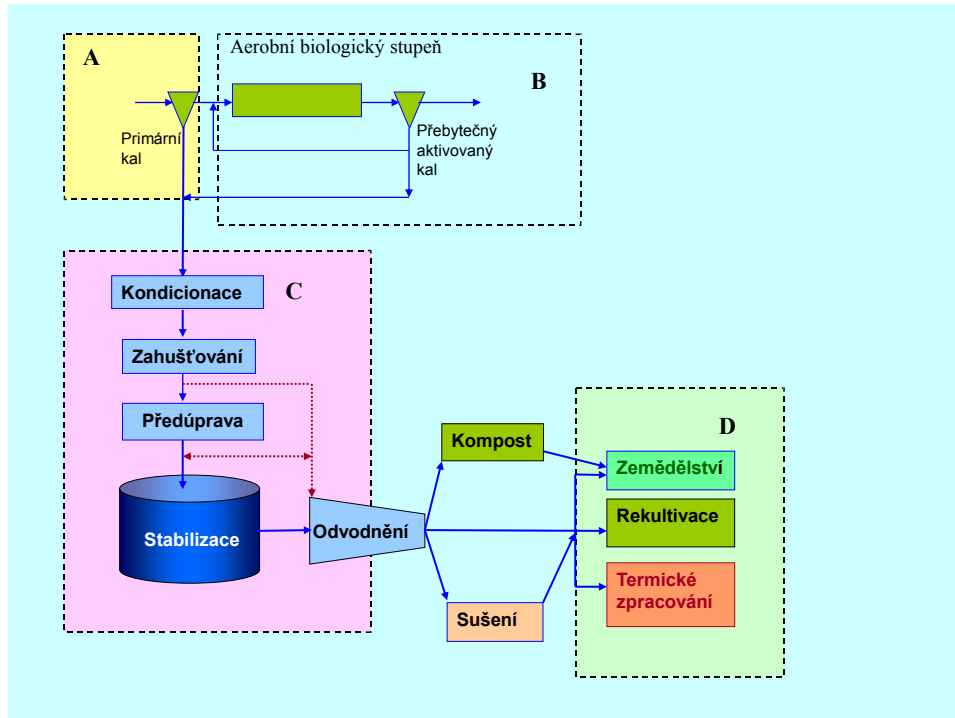 A
Aerobní biologický stupeň
B
Primární
kal
Přebytečný
aktivovaný
kal
Kondicionace
C
Zahušťování
Předúprava
Stabilizace
Odvodnění
Kompost
Sušení
D
Zemědělství
Rekultivace
Termické
zpracování